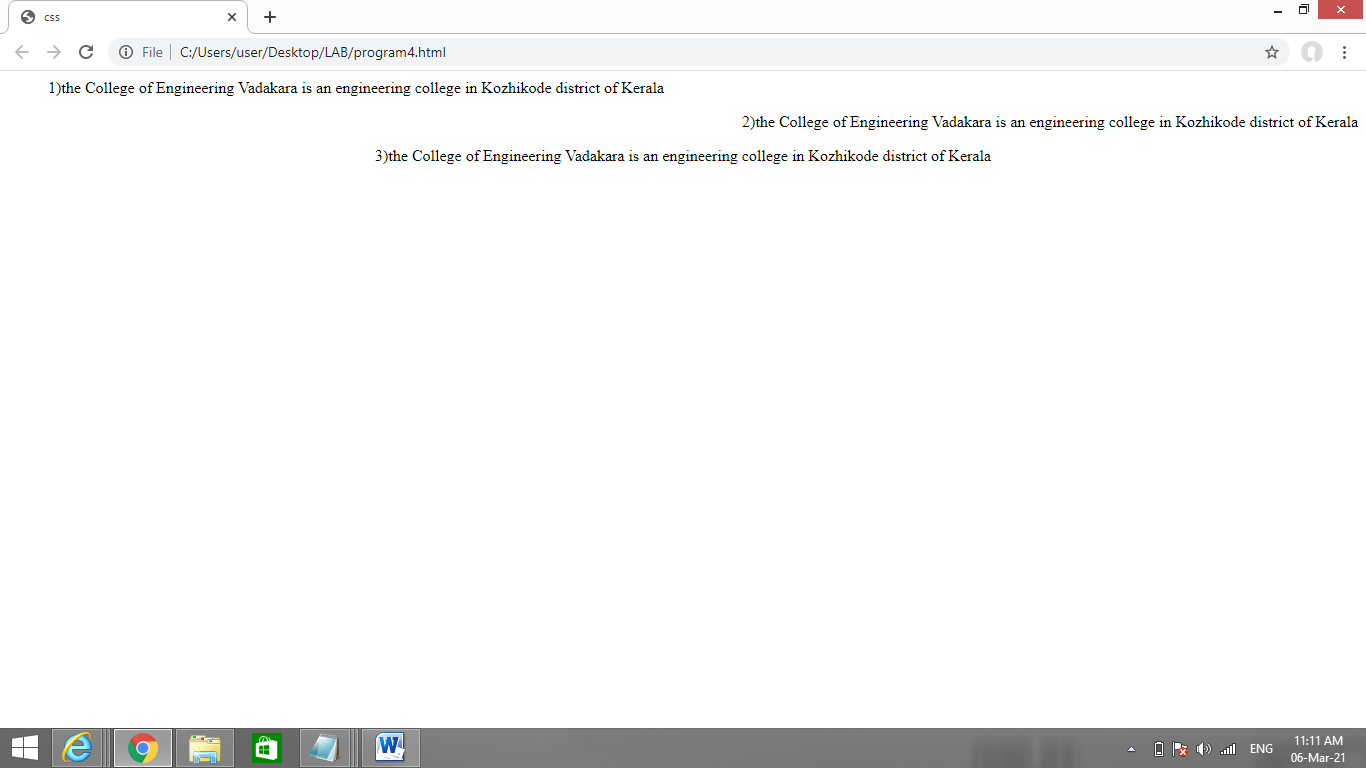 css
File
C:/Users/user/Desktop/LAB/program4.html
1)the College of Engineering Vadakara is an engineering college in Kozhikode district of Kerala
2)the College of Engineering Vadakara is an engineering college in Kozhikode district of Kerala
3)the College of Engineering Vadakara is an engineering college in Kozhikode district of Kerala
ENG
11:11 AM
06-Mar-21